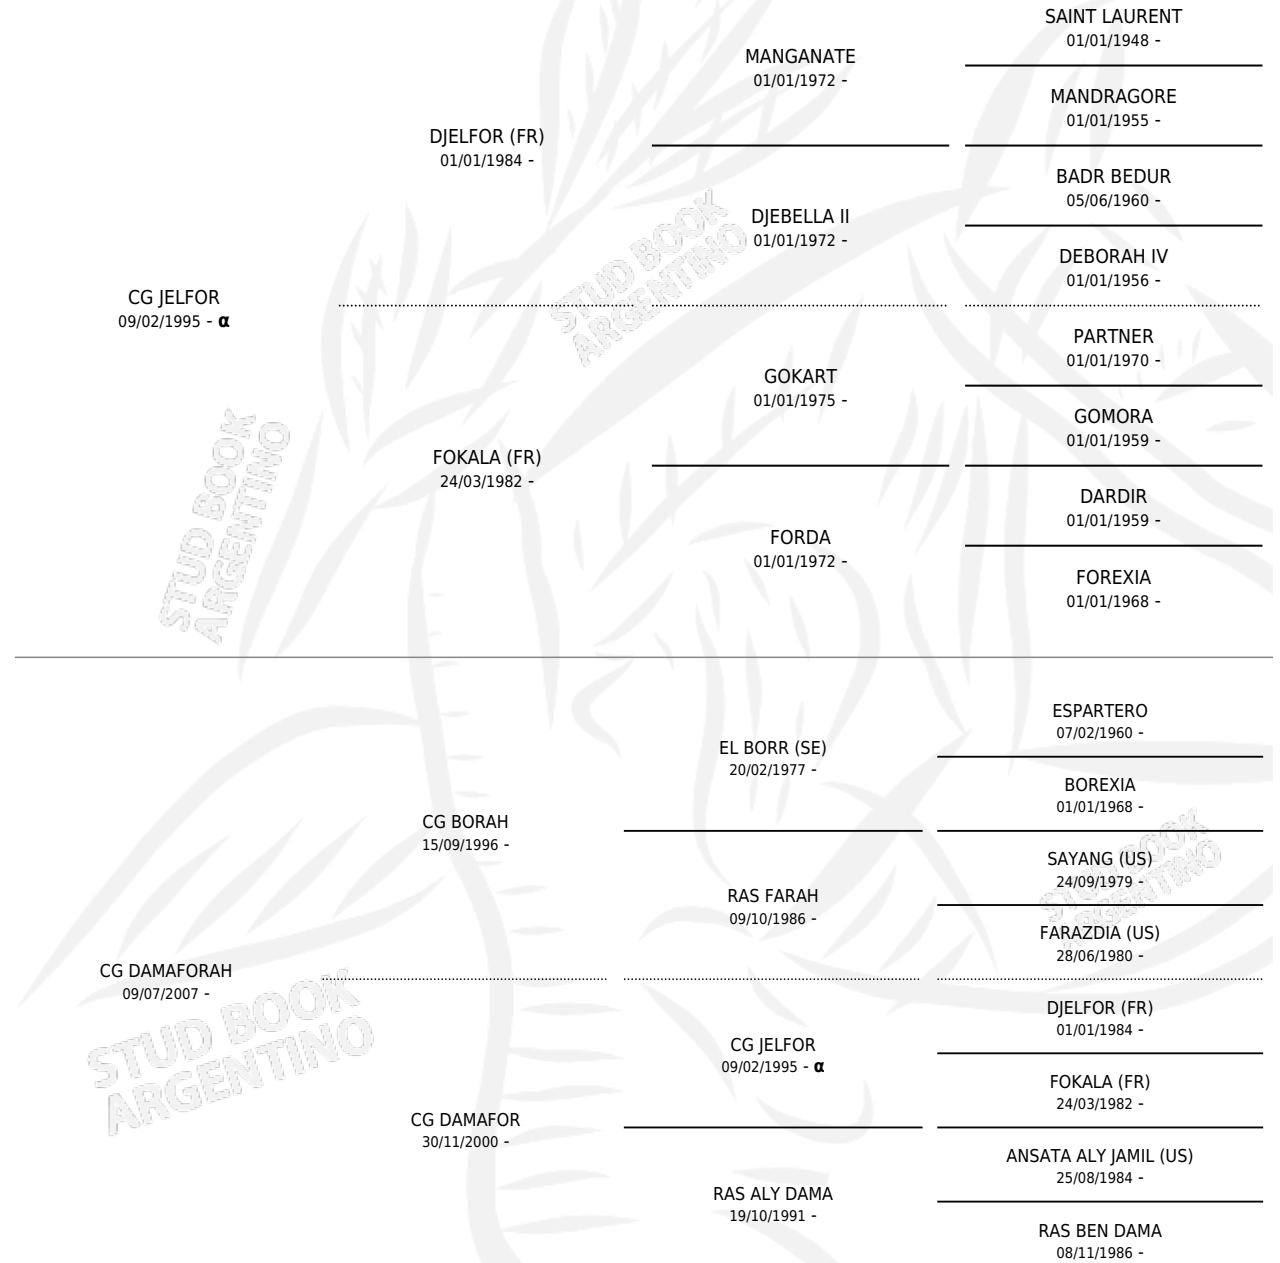 SAINT LAURENT
01/01/1948 -
MANGANATE
01/01/1972 -
MANDRAGORE
01/01/1955 -
DJELFOR (FR)
01/01/1984 -
BADR BEDUR
05/06/1960 -
DJEBELLA II
01/01/1972 -
DEBORAH IV
01/01/1956 -
CG JELFOR
09/02/1995 - α
PARTNER
01/01/1970 -
GOKART
01/01/1975 -
GOMORA
01/01/1959 -
FOKALA (FR)
24/03/1982 -
DARDIR
01/01/1959 -
FORDA
01/01/1972 -
FOREXIA
01/01/1968 -
STUD BOOK
ARGENTINO
STUD BOOK
ARGENTINO
ESPARTERO
07/02/1960 -
EL BORR (SE)
20/02/1977 -
BOREXIA
01/01/1968 -
CG BORAH
15/09/1996 -
SAYANG (US)
24/09/1979 -
RAS FARAH
09/10/1986 -
FARAZDIA (US)
28/06/1980 -
CG DAMAFORAH
09/07/2007 -
DJELFOR (FR)
01/01/1984 -
CG JELFOR
09/02/1995 - α
FOKALA (FR)
24/03/1982 -
CG DAMAFOR
30/11/2000 -
ANSATA ALY JAMIL (US)
25/08/1984 -
RAS ALY DAMA
19/10/1991 -
RAS BEN DAMA
08/11/1986 -
STUD BOOK
ARGENTINO
STUD BOOK
ARGENTINO